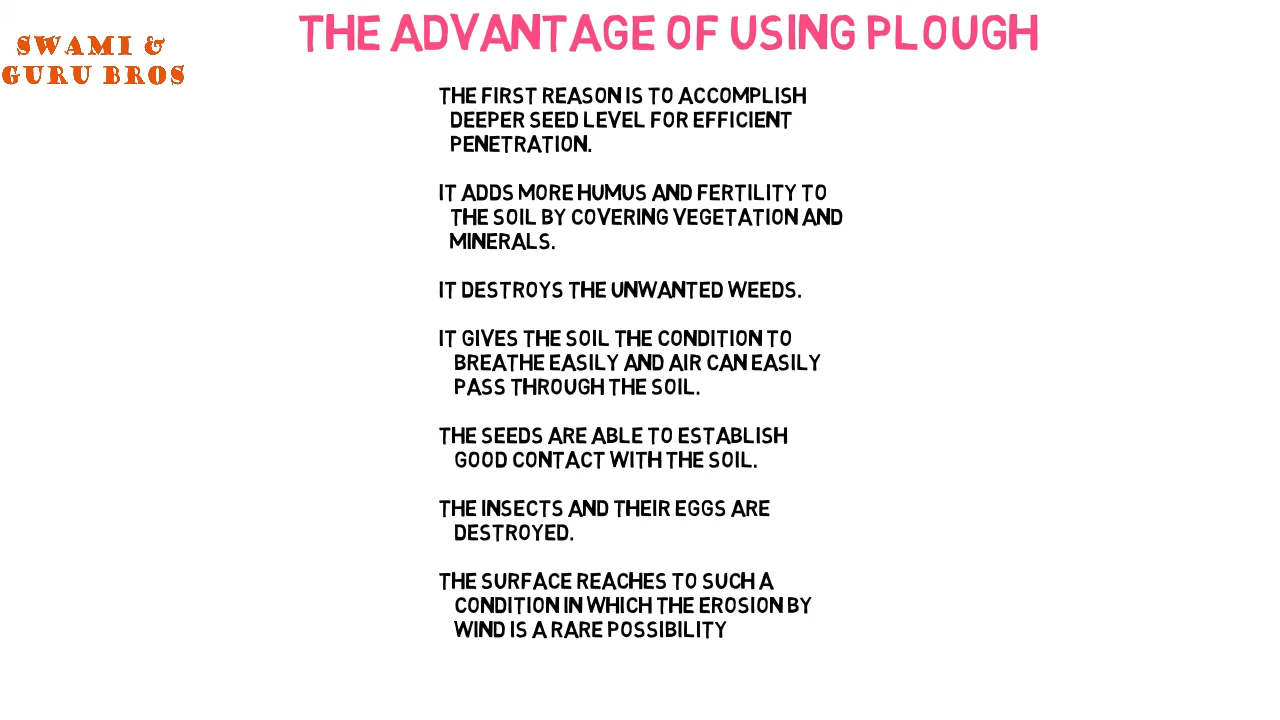 SWAMI &
GURU BROS
THE ADVANTAGE OF USING PLOUGH
THE FIRST REASON IS TO ACCOMPLISH
DEEPER SEED LEVEL FOR EFFICIENT
PENETRATION.
IT ADDS MORE HUMUS AND FERTILITY TO
THE SOIL BY COVERING VEGETATION AND
MINERALS.
IT DESTROYS THE UNWANTED WEEDS.
IT GIVES THE SOIL THE CONDITION TO
BREATHE EASILY AND AIR CAN EASILY
PASS THROUGH THE SOIL.
THE SEEDS ARE ABLE TO ESTABLISH
GOOD CONTACT WITH THE SOIL.
THE INSECTS AND THEIR EGGS ARE
DESTROYED.
THE SURFACE REACHES TO SUCH A
CONDITION IN WHICH THE EROSION BY
WIND IS A RARE POSSIBILITY